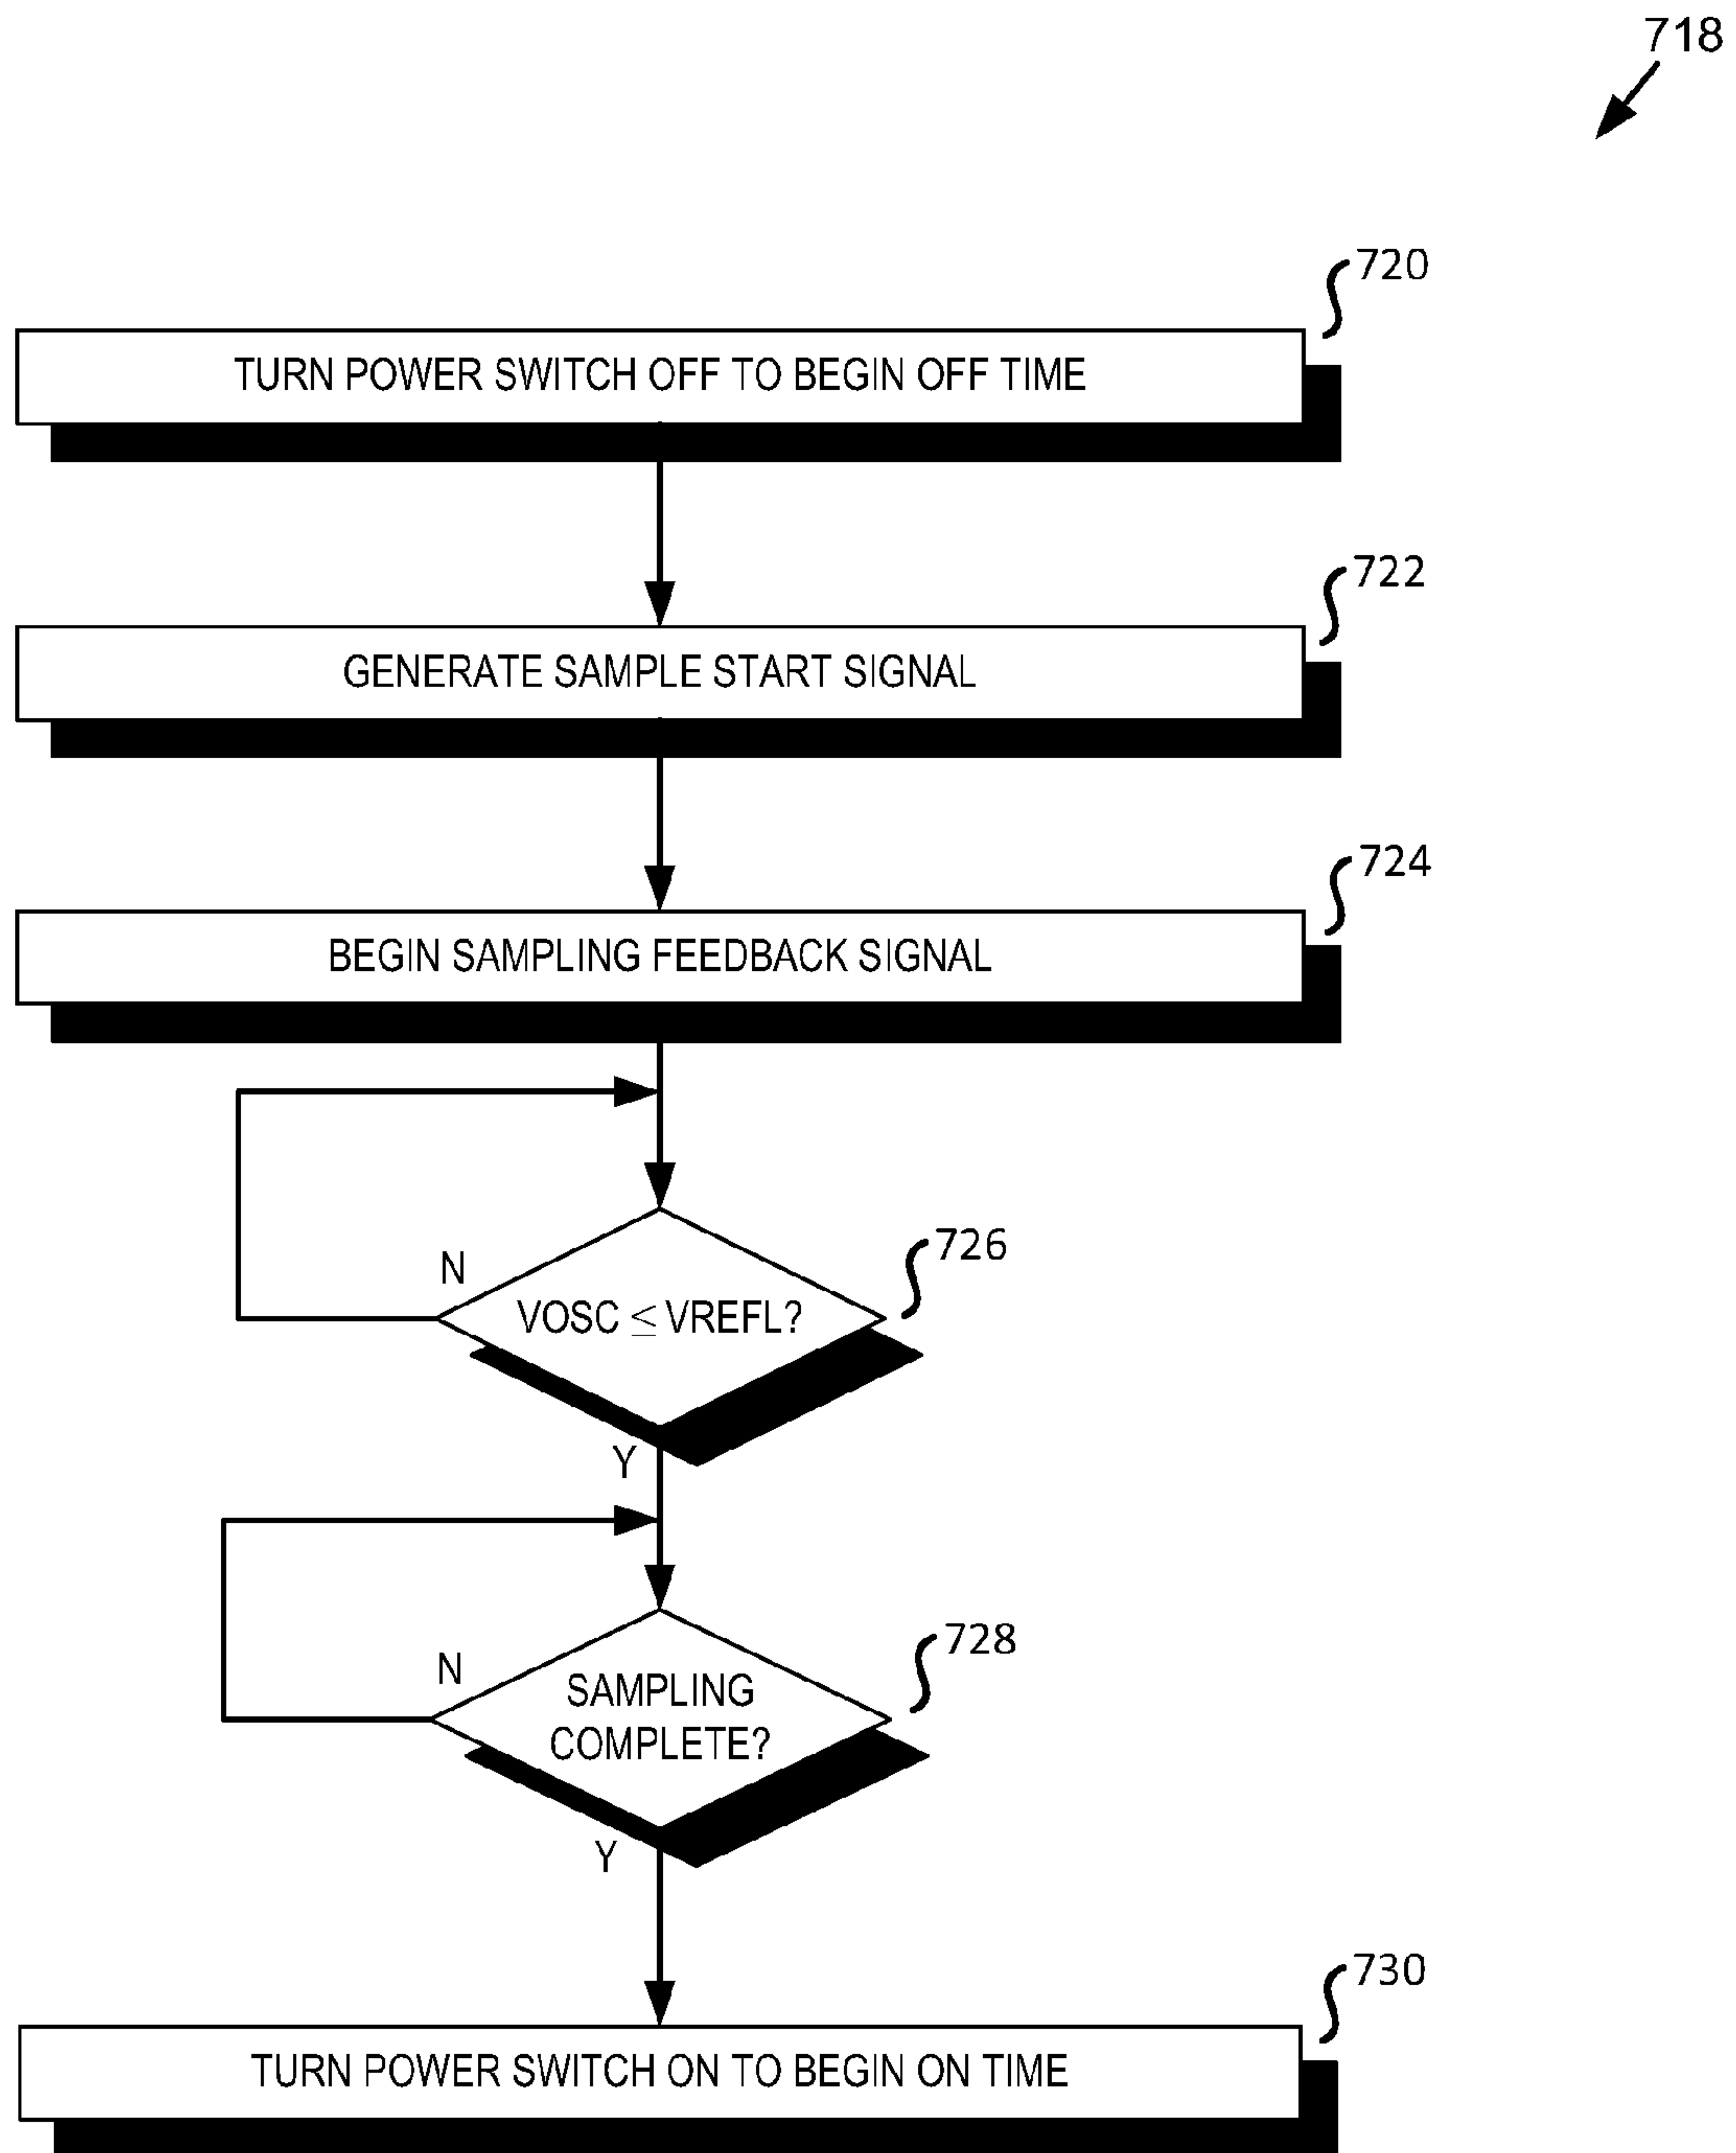 718
720
TURN POWER SWITCH OFF TO BEGIN OFF TIME
722
GENERATE SAMPLE START SIGNAL
724
BEGIN SAMPLING FEEDBACK SIGNAL
726
N
VOSC ≤ VREFL?
Y
728
N
SAMPLING
COMPLETE?
Y
730
TURN POWER SWITCH ON TO BEGIN ON TIME